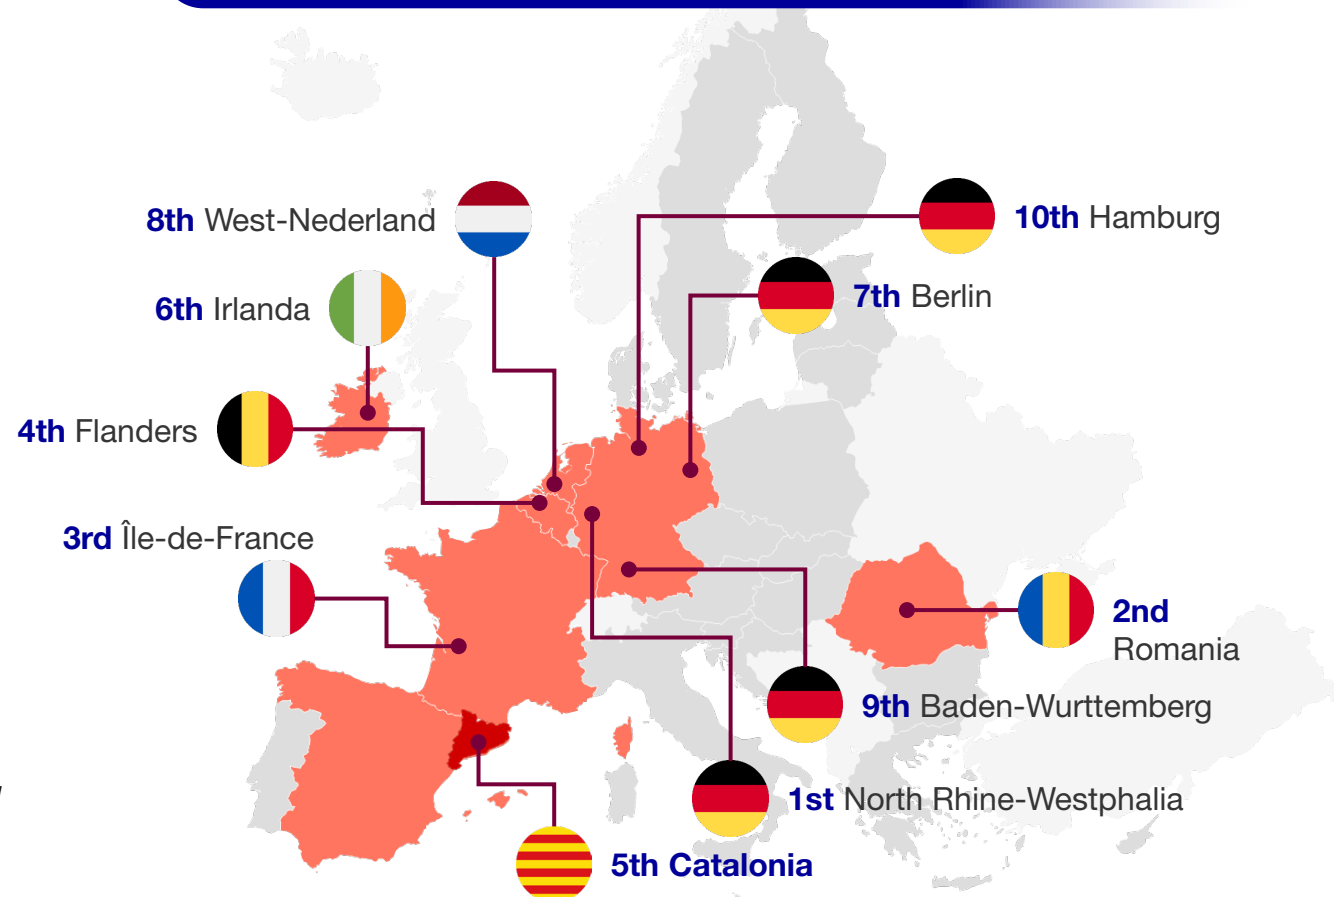 8th West-Nederland
10th Hamburg
6th Irlanda
7th Berlin
4th Flanders
3rd Île-de-France
2nd
Romania
9th Baden-Wurttemberg
1st North Rhine-Westphalia
5th Catalonia